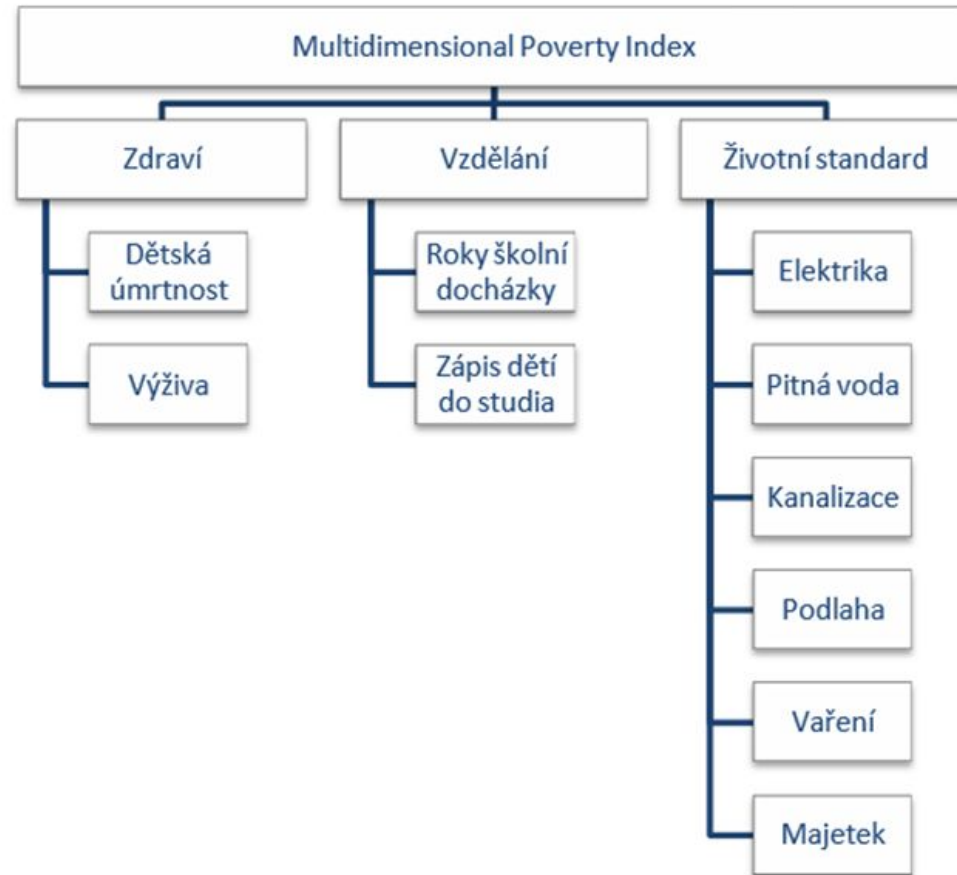 Multidimensional Poverty Index
Zdraví
Vzdělání
Životní standard
Dětská
úmrtnost
Výživa
Roky školní
docházky
Zápis dětí
do studia
Elektrika
Pitná voda
Kanalizace
Podlaha
Vaření
Majetek